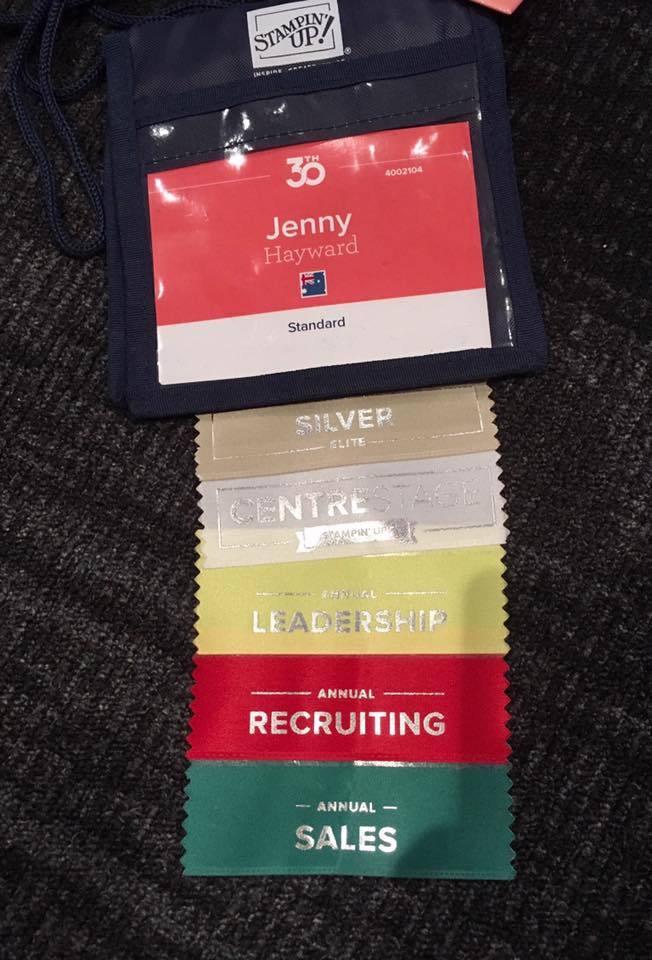 STAMPIN'
UP!
®
30TH
4002104
Jenny
Hayward
Standard
SILVER
ELITE
CENTRESTAGE
STAMPIN' UP!
ANNUAL
LEADERSHIP
ANNUAL
RECRUITING
ANNUAL
SALES